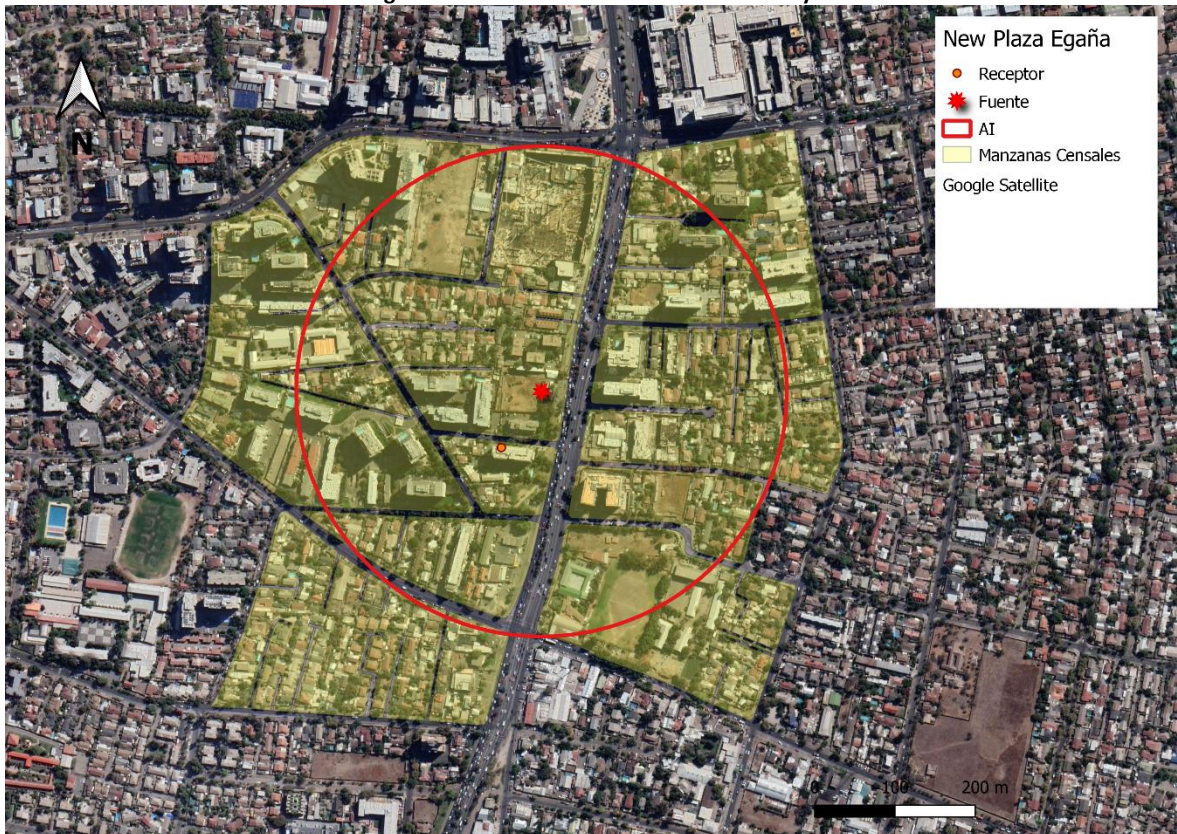 New Plaza Egaña
Receptor
Fuente
AI
Manzanas Censales
Google Satellite
N
0 100 200 m